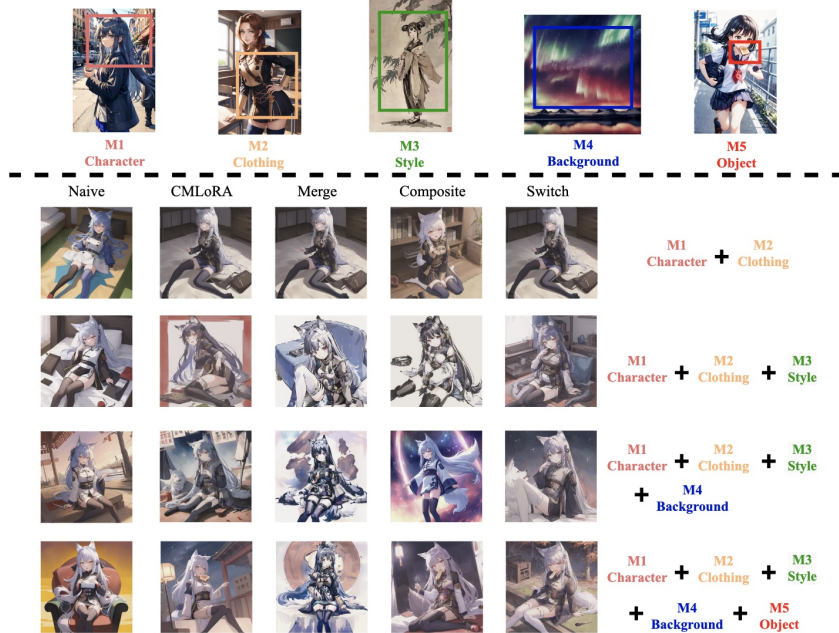 M1 M2 M3 M4 M5
Character Clothing Style Background Object
Naive CMLoRA Merge Composite Switch
M1 + M2
Character Clothing
M1 + M2 + M3
Character Clothing Style
M1 + M2 + M3
Character Clothing Style
+ M4
Background
M1 + M2 + M3
Character Clothing Style
+ M4 + M5
Background Object